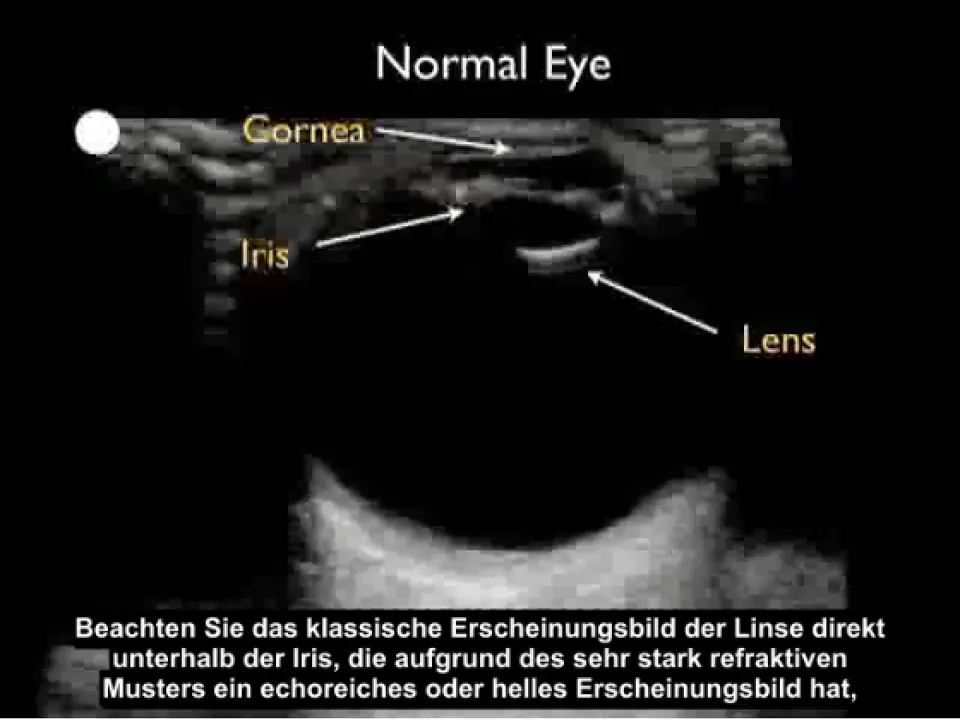 Normal Eye
Cornea
Iris
Lens
Beachten Sie das klassische Erscheinungsbild der Linse direkt
unterhalb der Iris, die aufgrund des sehr stark refraktiven
Musters ein echoreiches oder helles Erscheinungsbild hat,